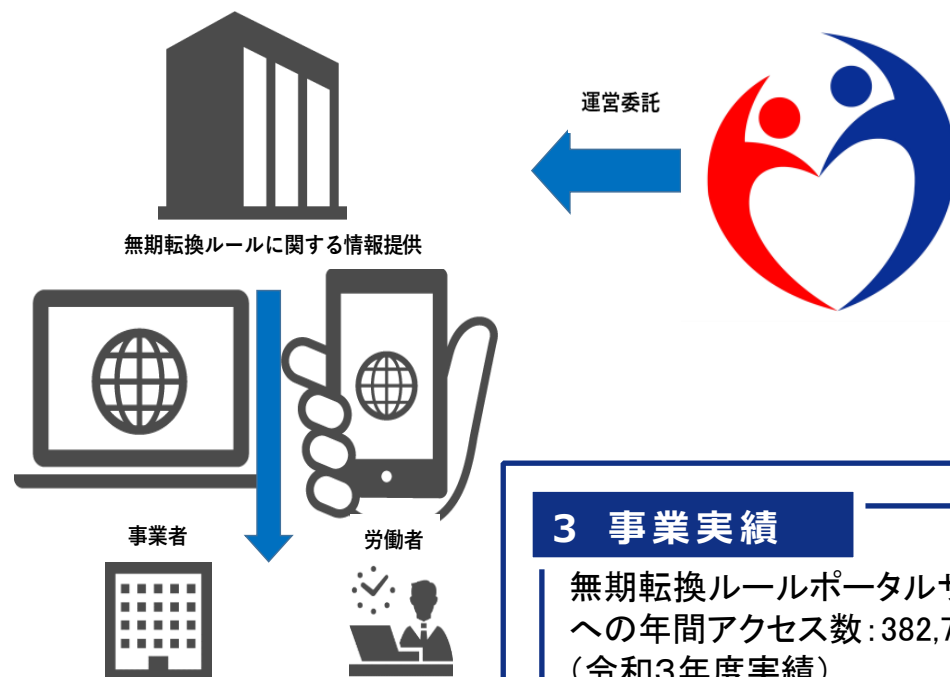 運営委託
無期転換ルールに関する情報提供
事業者
労働者
3 事業実績
無期転換ルールポータルサ
への年間アクセス数:382,7
(令和3年度実績)